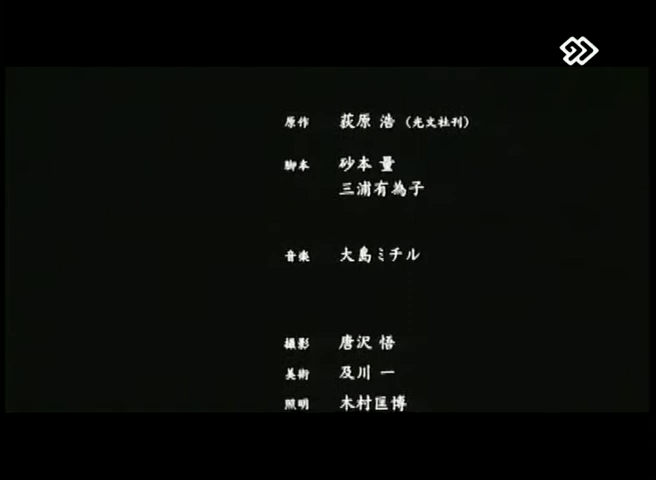 原作 荻原 浩 (光文社刊)
脚本 砂本 量
三浦有為子
音楽 大島ミチル
撮影 唐沢 悟
美術 及川 一
照明 木村匡博